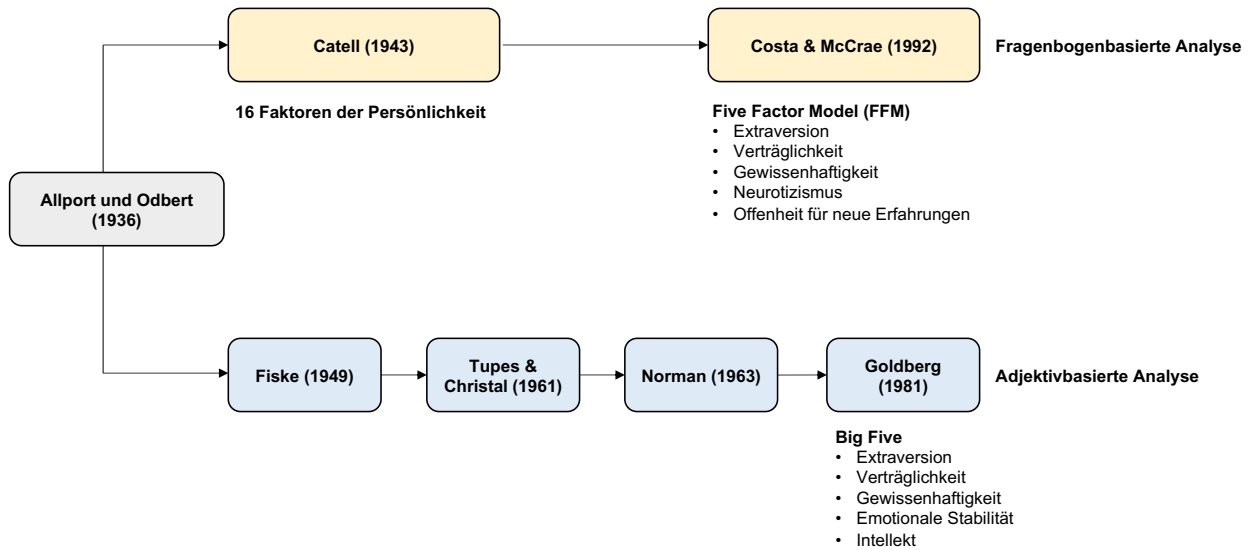 Catell (1943)
Costa & McCrae (1992)
Fragenbogenbasierte Analyse
16 Faktoren der Persönlichkeit
Five Factor Model (FFM)
• Extraversion
• Verträglichkeit
• Gewissenhaftigkeit
• Neurotizismus
• Offenheit für neue Erfahrungen
Allport und Odbert
(1936)
Fiske (1949)
Tupes &
Christal (1961)
Norman (1963)
Goldberg
(1981)
Adjektivbasierte Analyse
Big Five
• Extraversion
• Verträglichkeit
• Gewissenhaftigkeit
• Emotionale Stabilität
• Intellekt